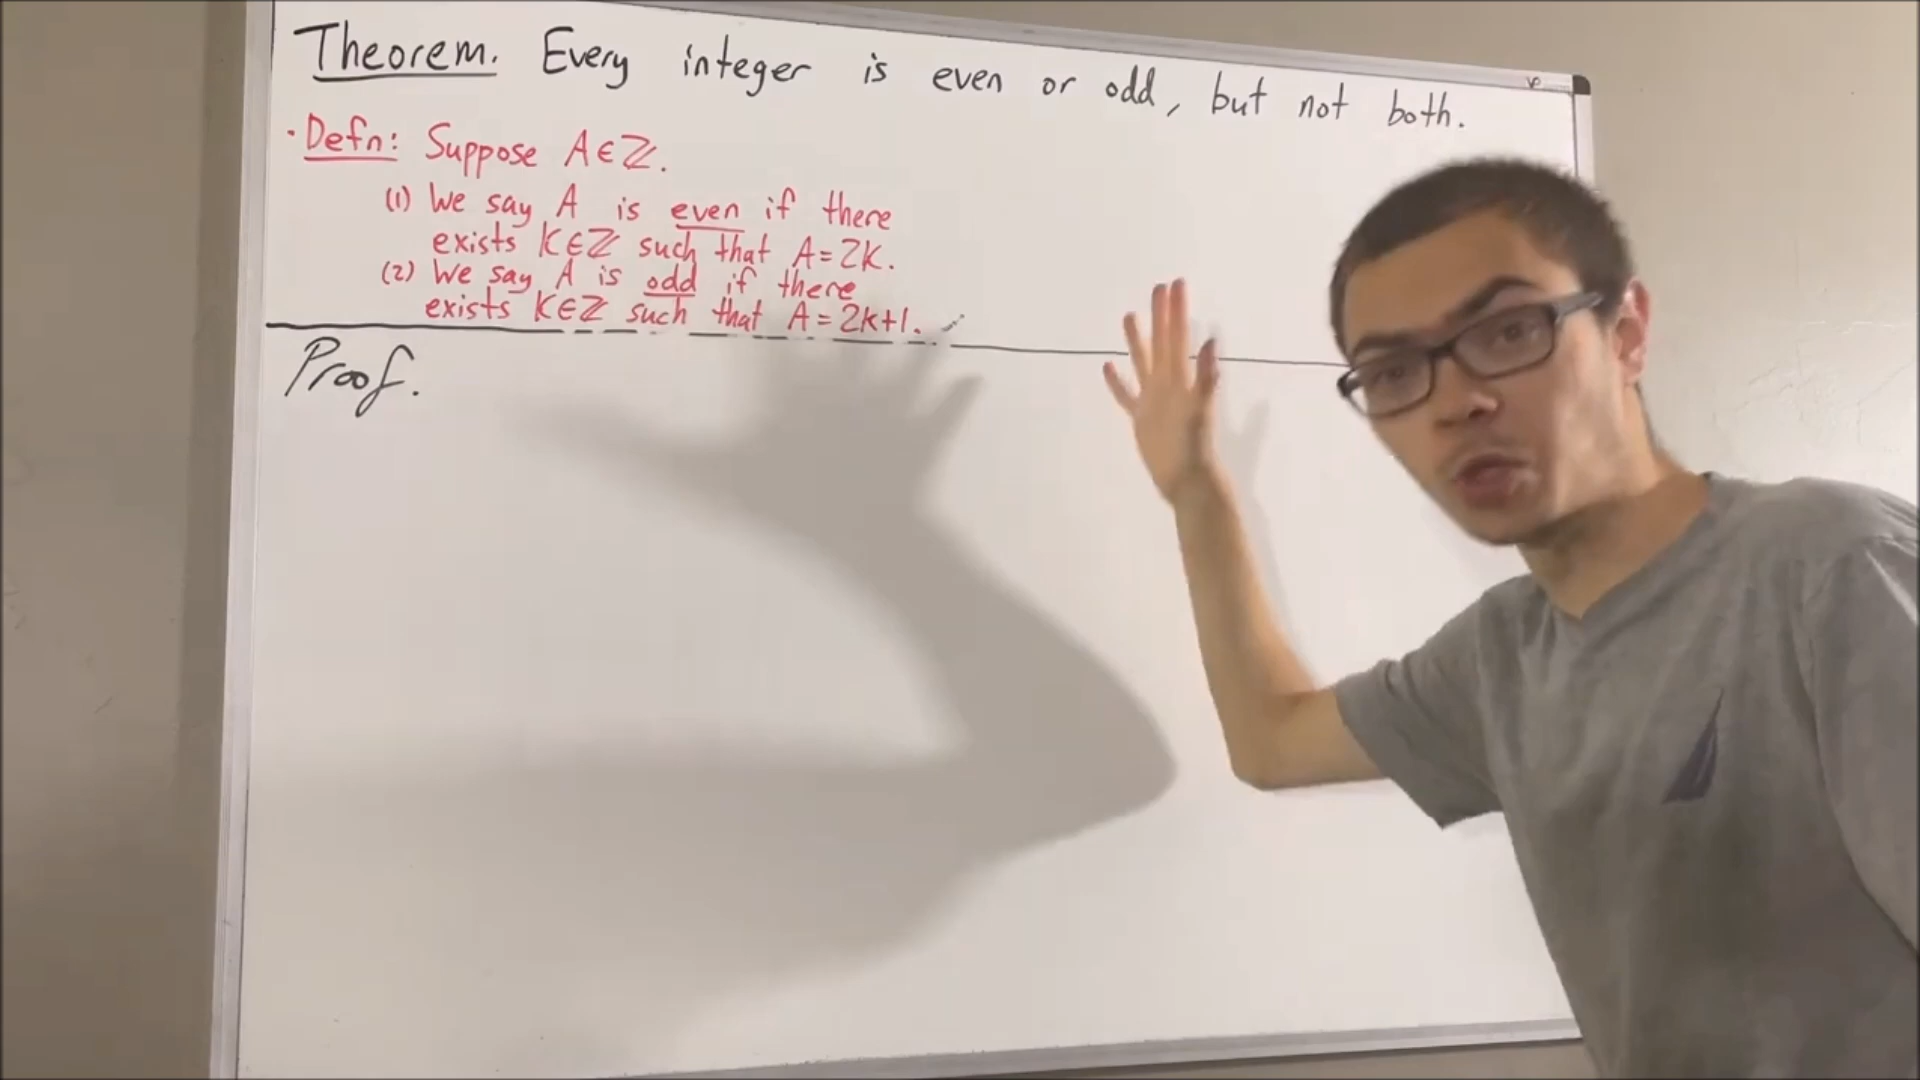 Theorem. Every integer is even or odd, but not both.
• Defn: Suppose A∈ℤ.
(1) We say A is even if there
exists K∈ℤ such that A=2K.
(2) We say A is odd if there
exists K∈ℤ such that A=2k+1.
Proof.